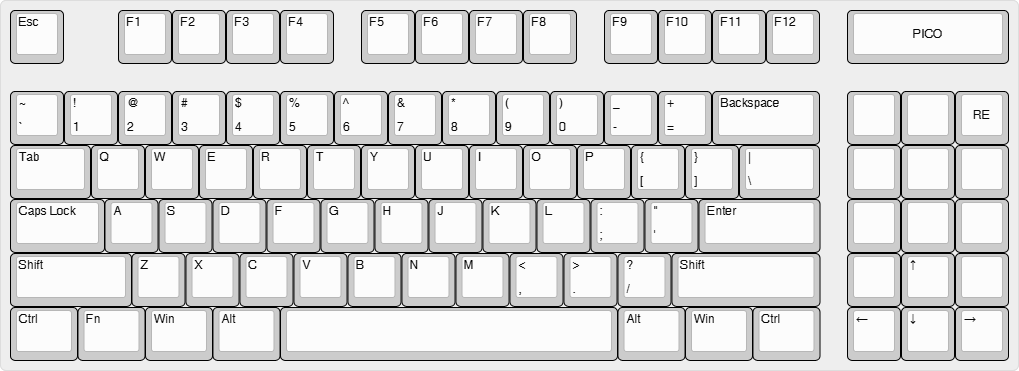 Esc F1 F2 F3 F4 F5 F6 F7 F8 F9 F10 F11 F12 PICO
~ ! @ # $ % ^ & * ( ) _ + Backspace
` 1 2 3 4 5 6 7 8 9 0 - = RE
Tab Q W E R T Y U I O P { } |
[ ] \
Caps Lock A S D F G H J K L : " Enter
; '
Shift Z X C V B N M < > ? Shift ↑
, . /
Ctrl Fn Win Alt Alt Win Ctrl ← ↓ →